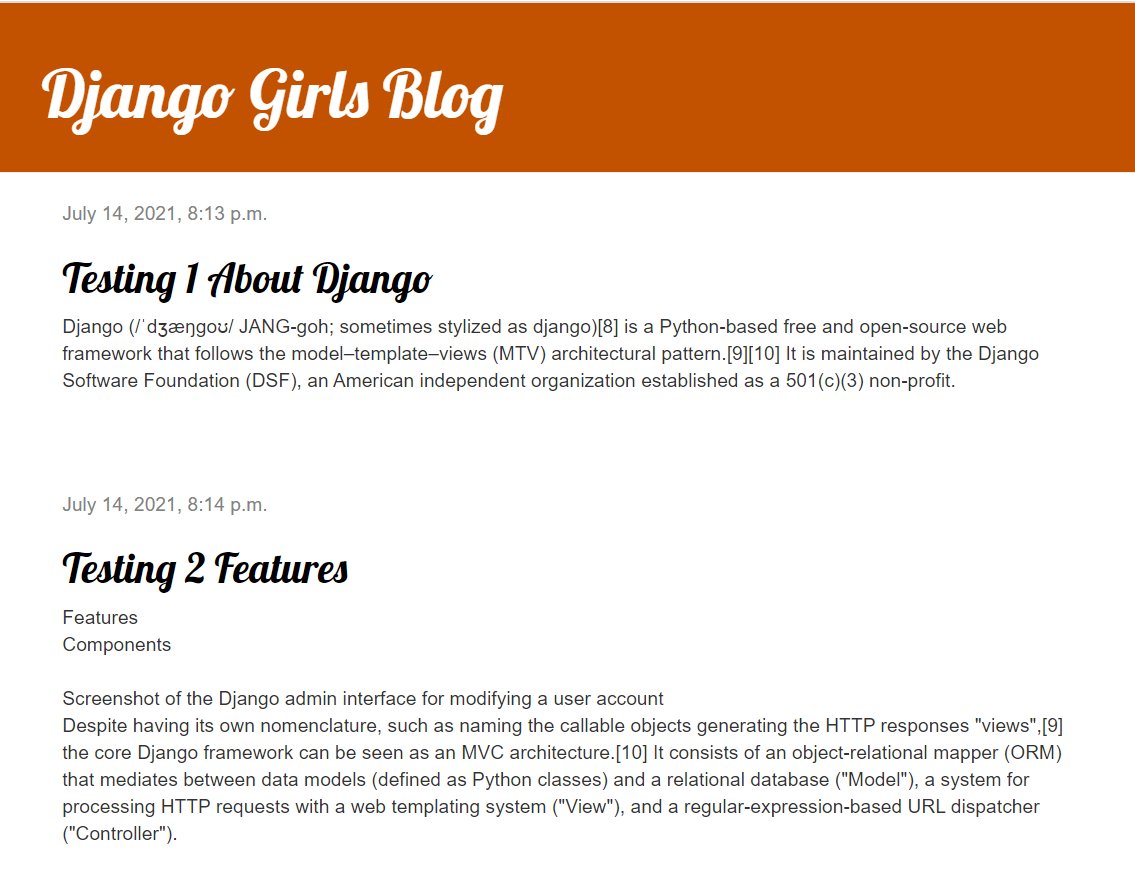 Django Girls Blog
July 14, 2021, 8:13 p.m.
Testing 1 About Django
Django (/ˈdʒæŋɡoʊ/ JANG-goh; sometimes stylized as django)[8] is a Python-based free and open-source web
framework that follows the model–template–views (MTV) architectural pattern.[9][10] It is maintained by the Django
Software Foundation (DSF), an American independent organization established as a 501(c)(3) non-profit.
July 14, 2021, 8:14 p.m.
Testing 2 Features
Features
Components
Screenshot of the Django admin interface for modifying a user account
Despite having its own nomenclature, such as naming the callable objects generating the HTTP responses "views",[9]
the core Django framework can be seen as an MVC architecture.[10] It consists of an object-relational mapper (ORM)
that mediates between data models (defined as Python classes) and a relational database ("Model"), a system for
processing HTTP requests with a web templating system ("View"), and a regular-expression-based URL dispatcher
("Controller").